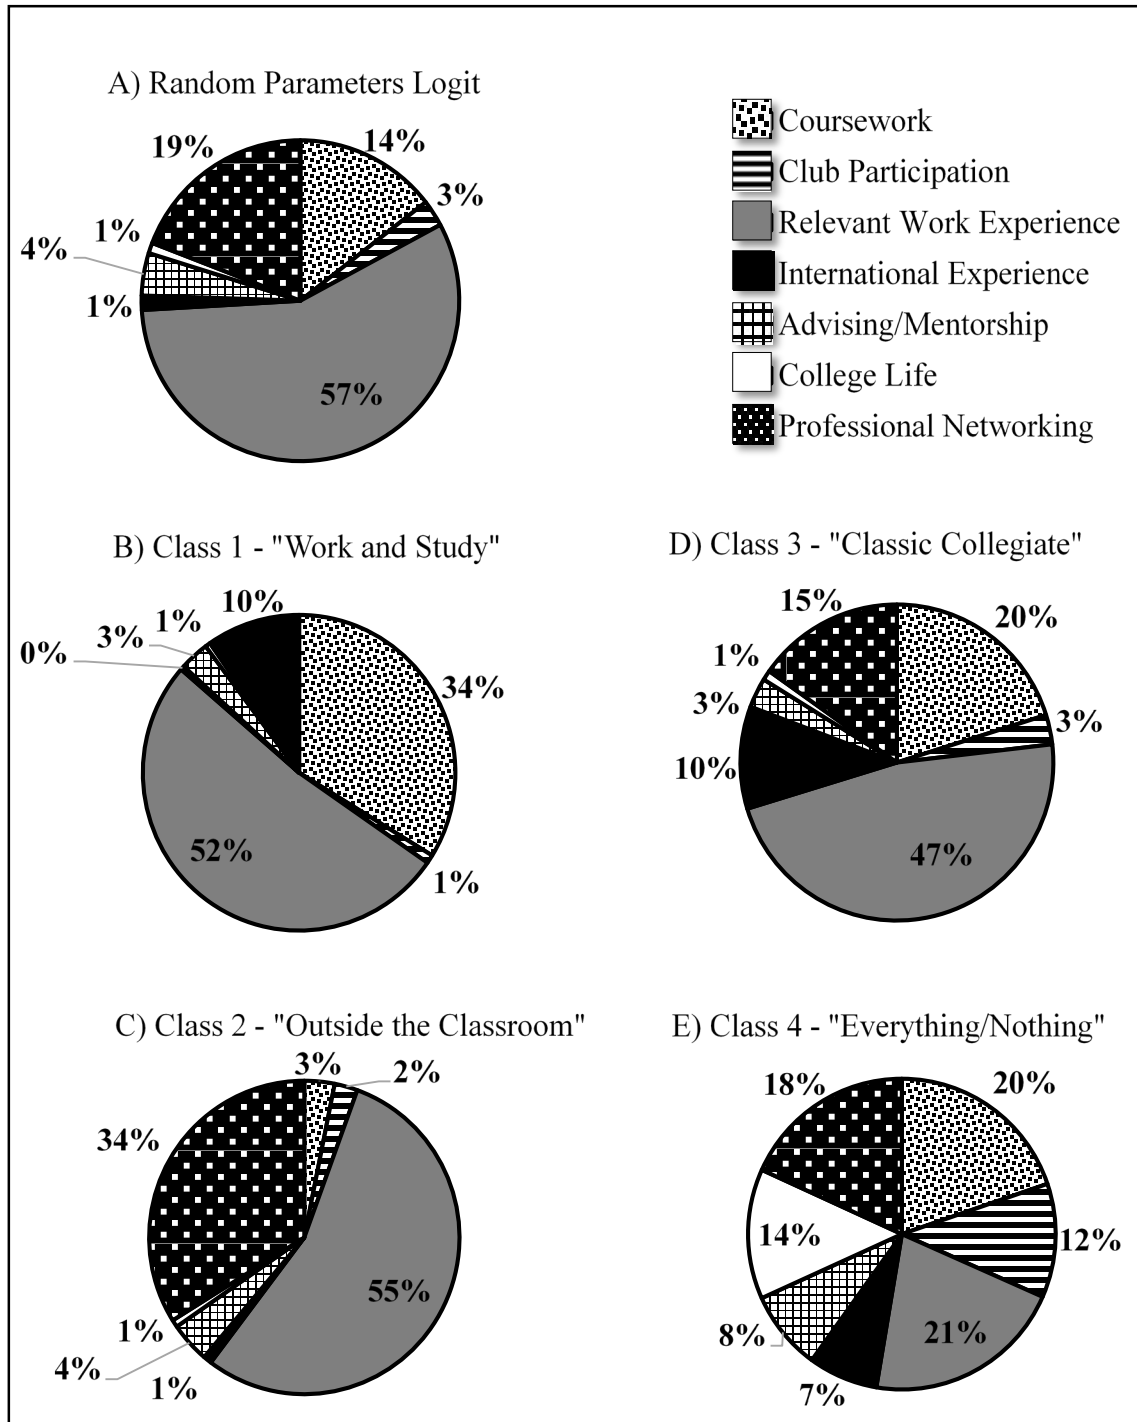 A) Random Parameters Logit
19%
14%
3%
1%
4%
1%
57%
Coursework
Club Participation
Relevant Work Experience
International Experience
Advising/Mentorship
College Life
Professional Networking
B) Class 1 - "Work and Study"
10%
1%
3%
0%
34%
52%
1%
D) Class 3 - "Classic Collegiate"
15%
20%
1%
3%
3%
10%
47%
C) Class 2 - "Outside the Classroom"
3%
2%
34%
55%
1%
4%
1%
E) Class 4 - "Everything/Nothing"
18%
20%
14%
12%
21%
8%
7%